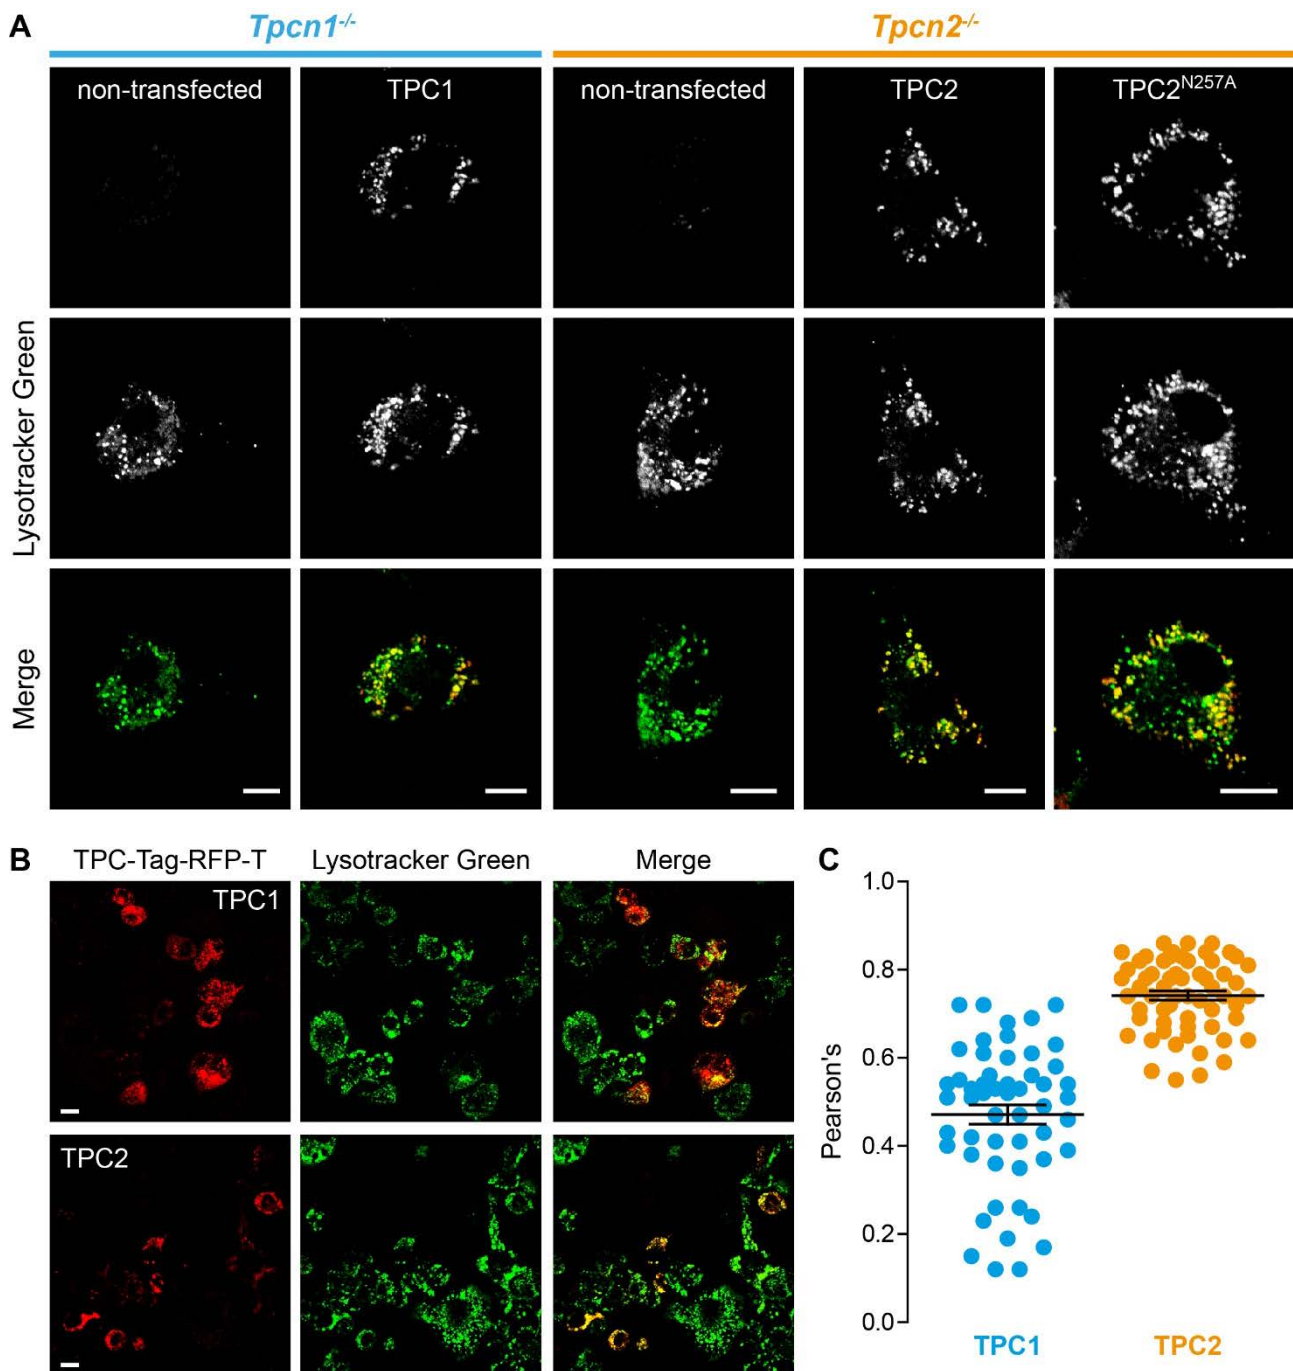 A
Tpcn1-/-
Tpcn2-/-
non-transfected
TPC1
non-transfected
TPC2
TPC2N257A
Lysotracker Green
Merge
B
TPC-Tag-RFP-T
Lysotracker Green
Merge
TPC1
TPC2
C
Pearson's
1.0
0.8
0.6
0.4
0.2
0.0
TPC1
TPC2